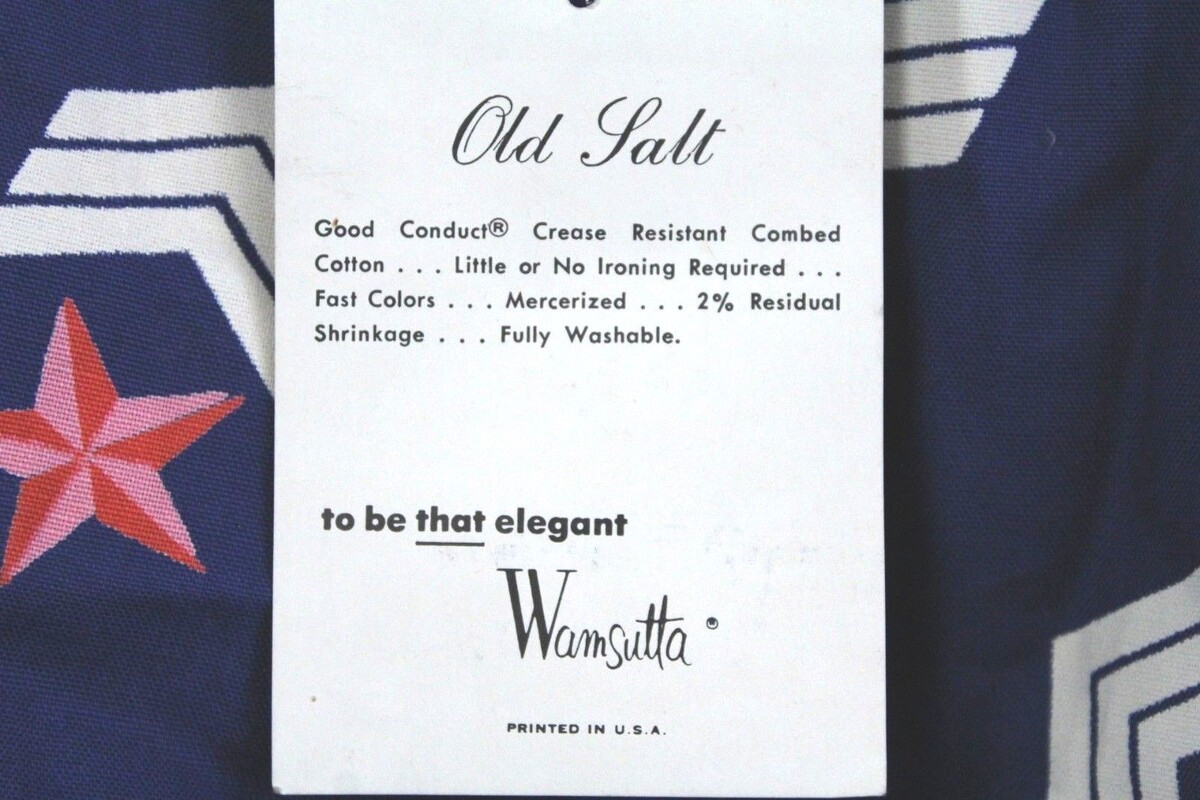 Old Salt
Good Conduct® Crease Resistant Combed
Cotton . . . Little or No Ironing Required . . .
Fast Colors . . . Mercerized . . . 2% Residual
Shrinkage . . . Fully Washable.
to be that elegant
Wamsutta ®
PRINTED IN U.S.A.